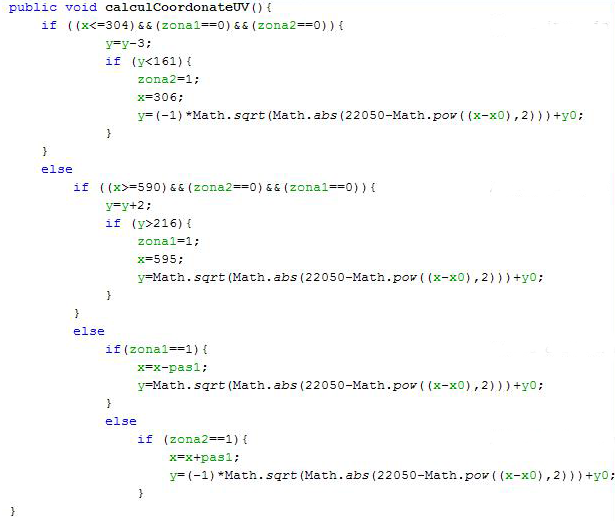 public void calculCoordonateUV(){
    if ((x<=304)&&(zona1==0)&&(zona2==0)){
            y=y-3;
            if (y<161){
                zona2=1;
                x=306;
                y=(-1)*Math.sqrt(Math.abs(22050-Math.pow((x-x0),2)))+y0;
            }
    }
    else
        if ((x>=590)&&(zona2==0)&&(zona1==0)){
            y=y+2;
            if (y>216){
                zona1=1;
                x=595;
                y=Math.sqrt(Math.abs(22050-Math.pow((x-x0),2)))+y0;
            }
        }
        else
            if(zona1==1){
                x=x-pas1;
                y=Math.sqrt(Math.abs(22050-Math.pow((x-x0),2)))+y0;
            }
            else
                if (zona2==1){
                    x=x+pas1;
                    y=(-1)*Math.sqrt(Math.abs(22050-Math.pow((x-x0),2)))+y0;
                }
}